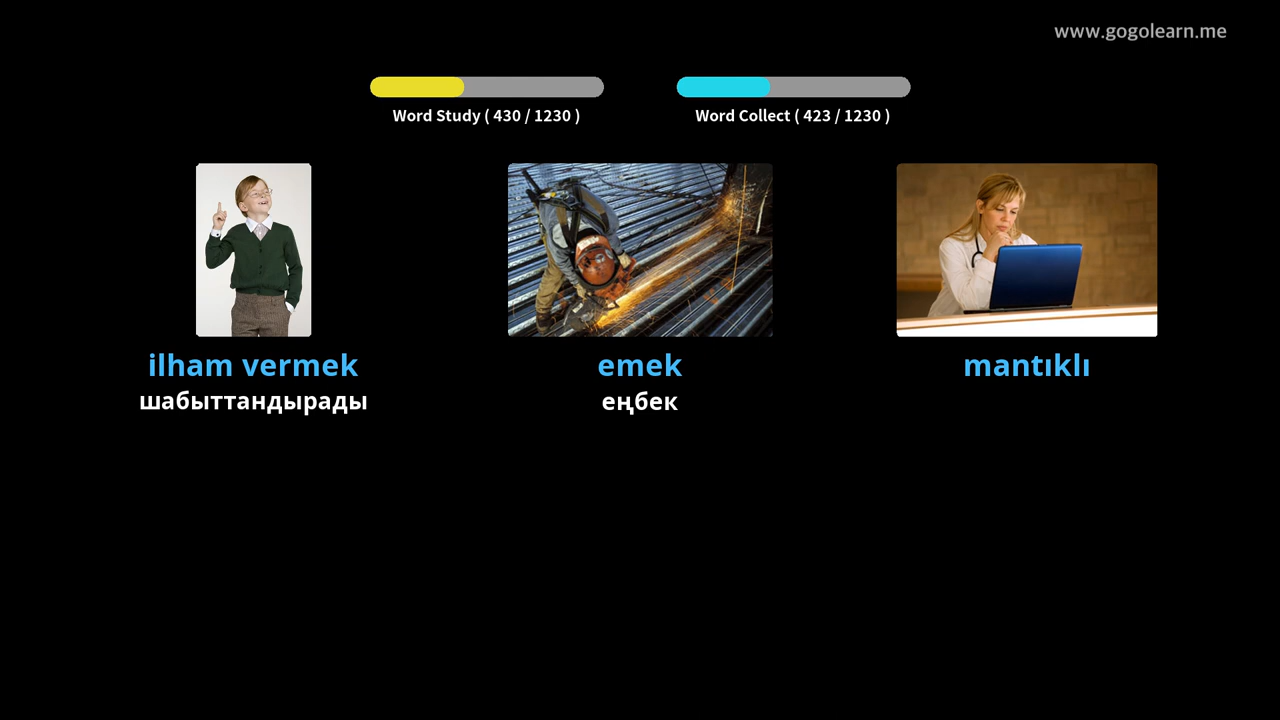 www.gogolearn.me
Word Study ( 430 / 1230 )
Word Collect ( 423 / 1230 )
ilham vermek
шабыттандырады
emek
еңбек
mantıklı